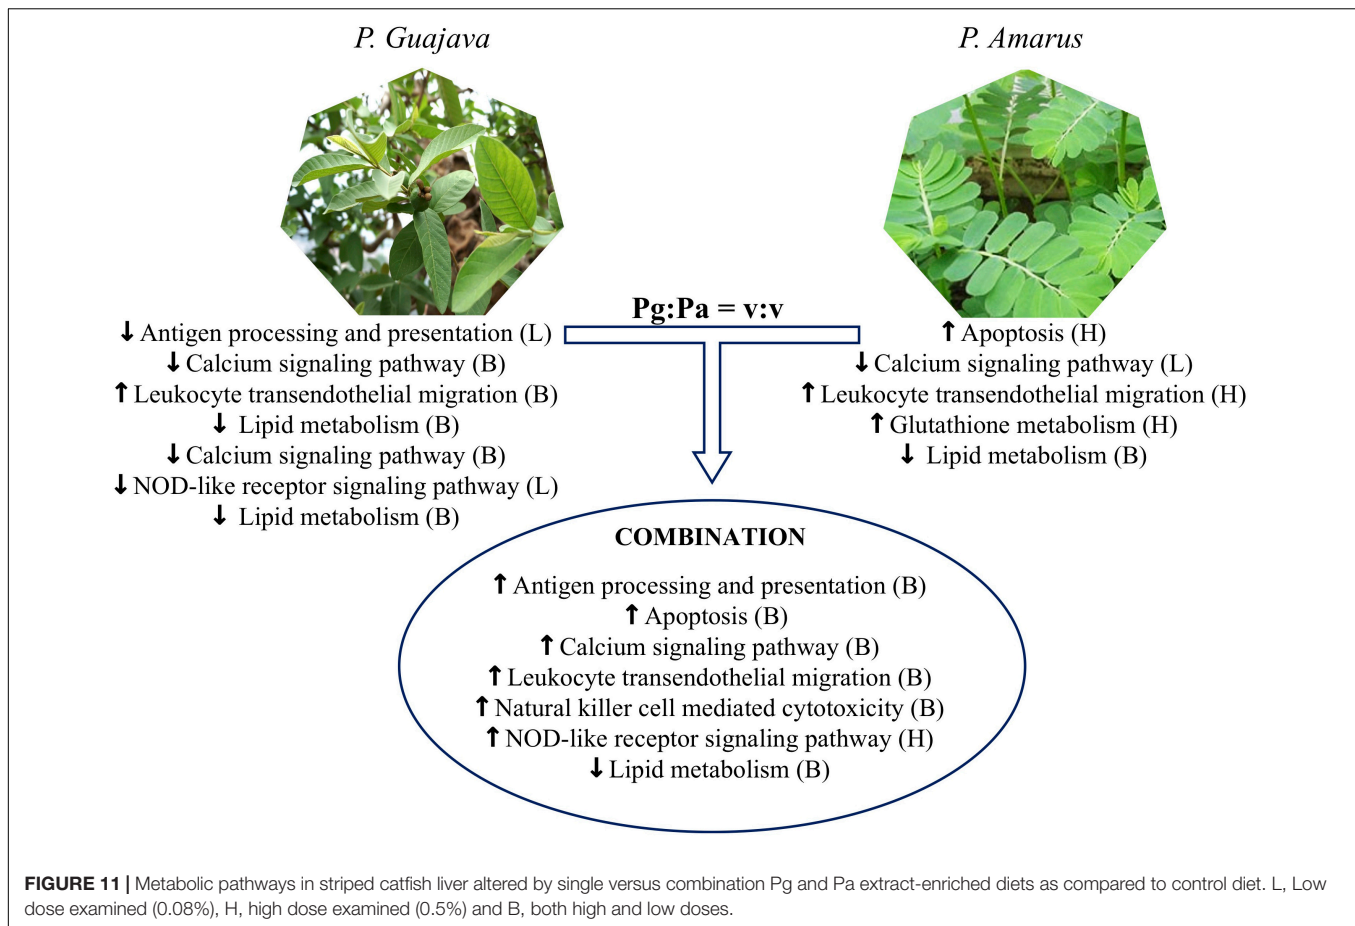 P. Guajava
P. Amarus
Pg:Pa = v:v
↓ Antigen processing and presentation (L)
↓ Calcium signaling pathway (B)
↑ Leukocyte transendothelial migration (B)
↓ Lipid metabolism (B)
↓ Calcium signaling pathway (B)
↓ NOD-like receptor signaling pathway (L)
↓ Lipid metabolism (B)
↑ Apoptosis (H)
↓ Calcium signaling pathway (L)
↑ Leukocyte transendothelial migration (H)
↑ Glutathione metabolism (H)
↓ Lipid metabolism (B)
COMBINATION
↑ Antigen processing and presentation (B)
↑ Apoptosis (B)
↑ Calcium signaling pathway (B)
↑ Leukocyte transendothelial migration (B)
↑ Natural killer cell mediated cytotoxicity (B)
↑ NOD-like receptor signaling pathway (H)
↓ Lipid metabolism (B)
FIGURE 11 | Metabolic pathways in striped catfish liver altered by single versus combination Pg and Pa extract-enriched diets as compared to control diet. L, Low
dose examined (0.08%), H, high dose examined (0.5%) and B, both high and low doses.